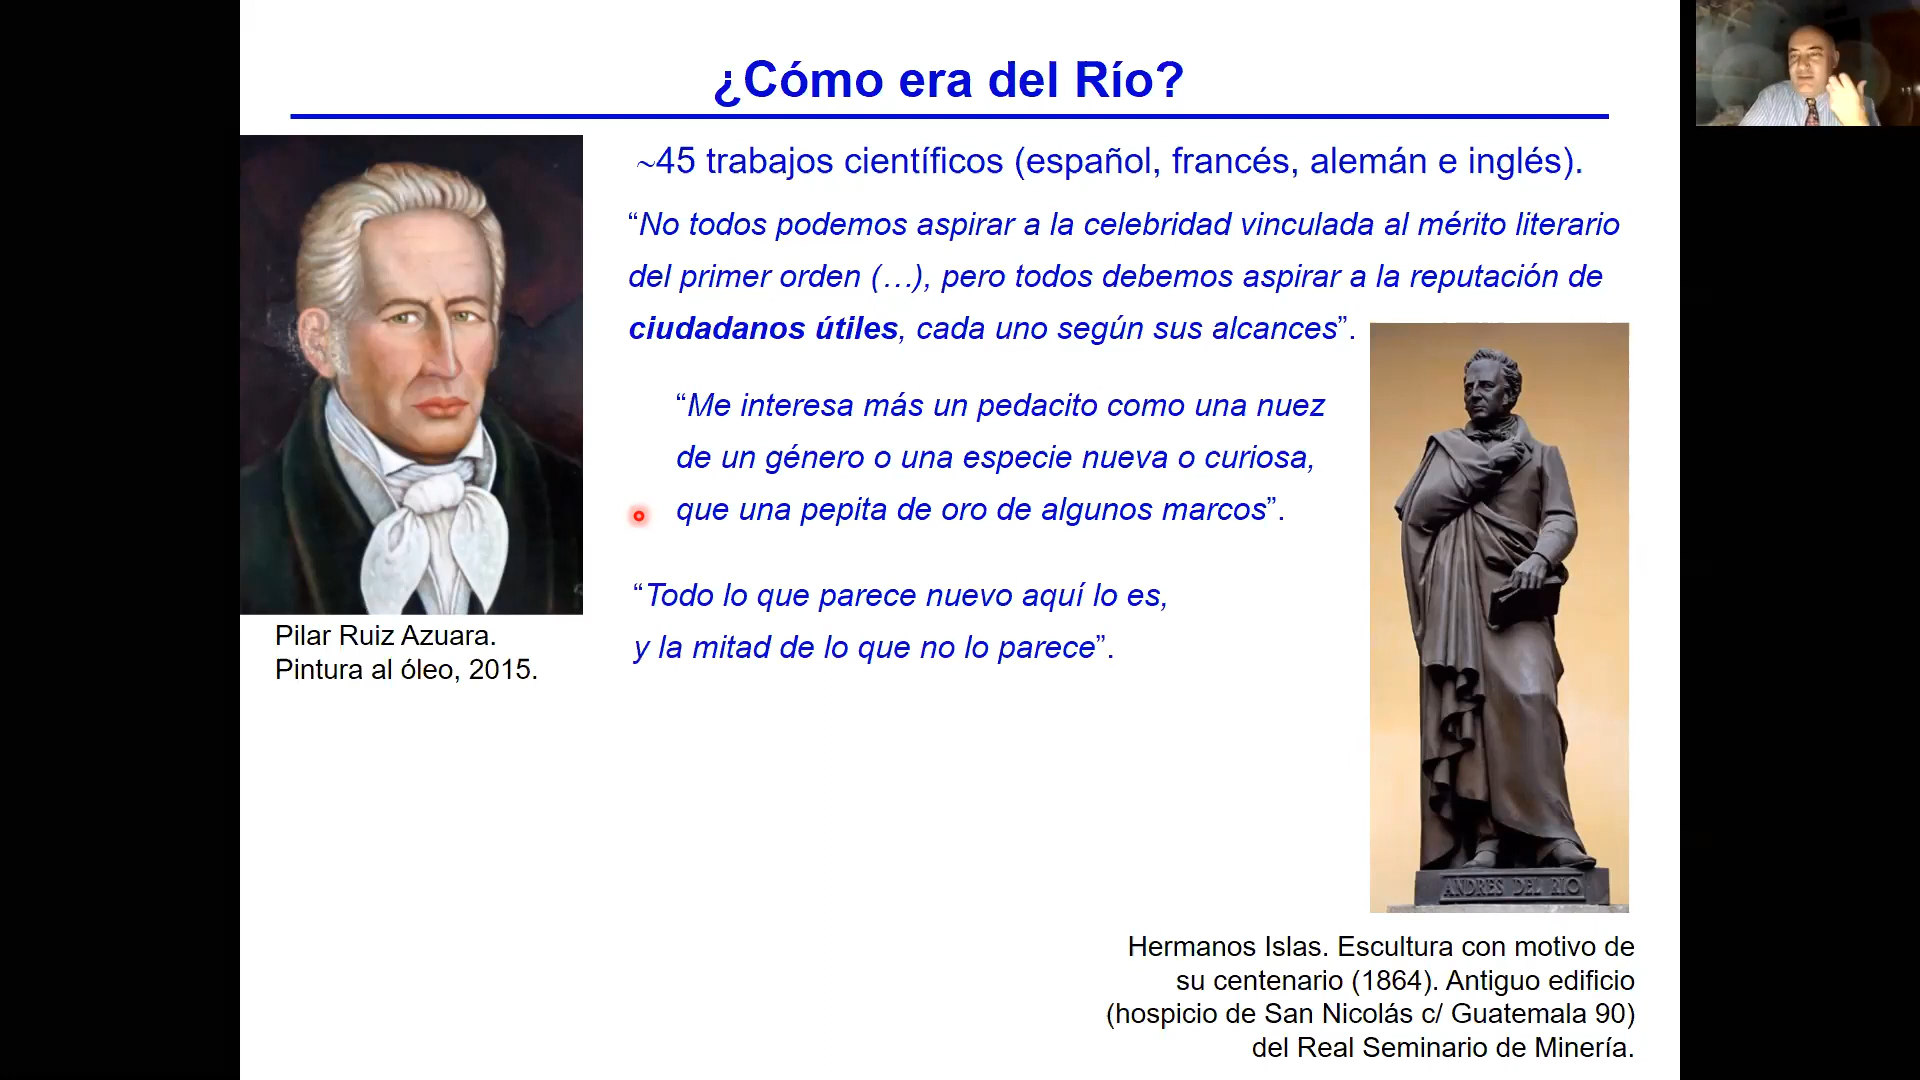 ¿Cómo era del Río?
~45 trabajos científicos (español, francés, alemán e inglés).
“No todos podemos aspirar a la celebridad vinculada al mérito literario
del primer orden (…), pero todos debemos aspirar a la reputación de
ciudadanos útiles, cada uno según sus alcances”.
“Me interesa más un pedacito como una nuez
de un género o una especie nueva o curiosa,
que una pepita de oro de algunos marcos”.
“Todo lo que parece nuevo aquí lo es,
y la mitad de lo que no lo parece”.
Pilar Ruiz Azuara.
Pintura al óleo, 2015.
ANDRES DEL RIO
Hermanos Islas. Escultura con motivo de
su centenario (1864). Antiguo edificio
(hospicio de San Nicolás c/ Guatemala 90)
del Real Seminario de Minería.